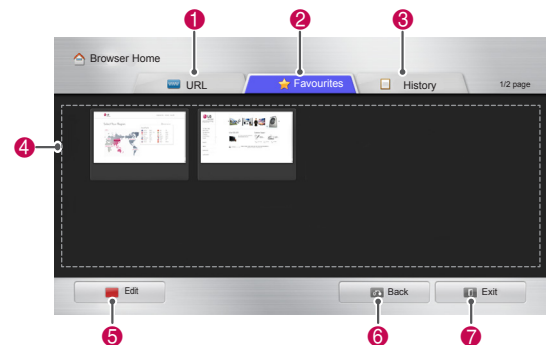 1 2 3
Browser Home
URL Favourites History 1/2 page
4
Edit Back Exit
5 6 7